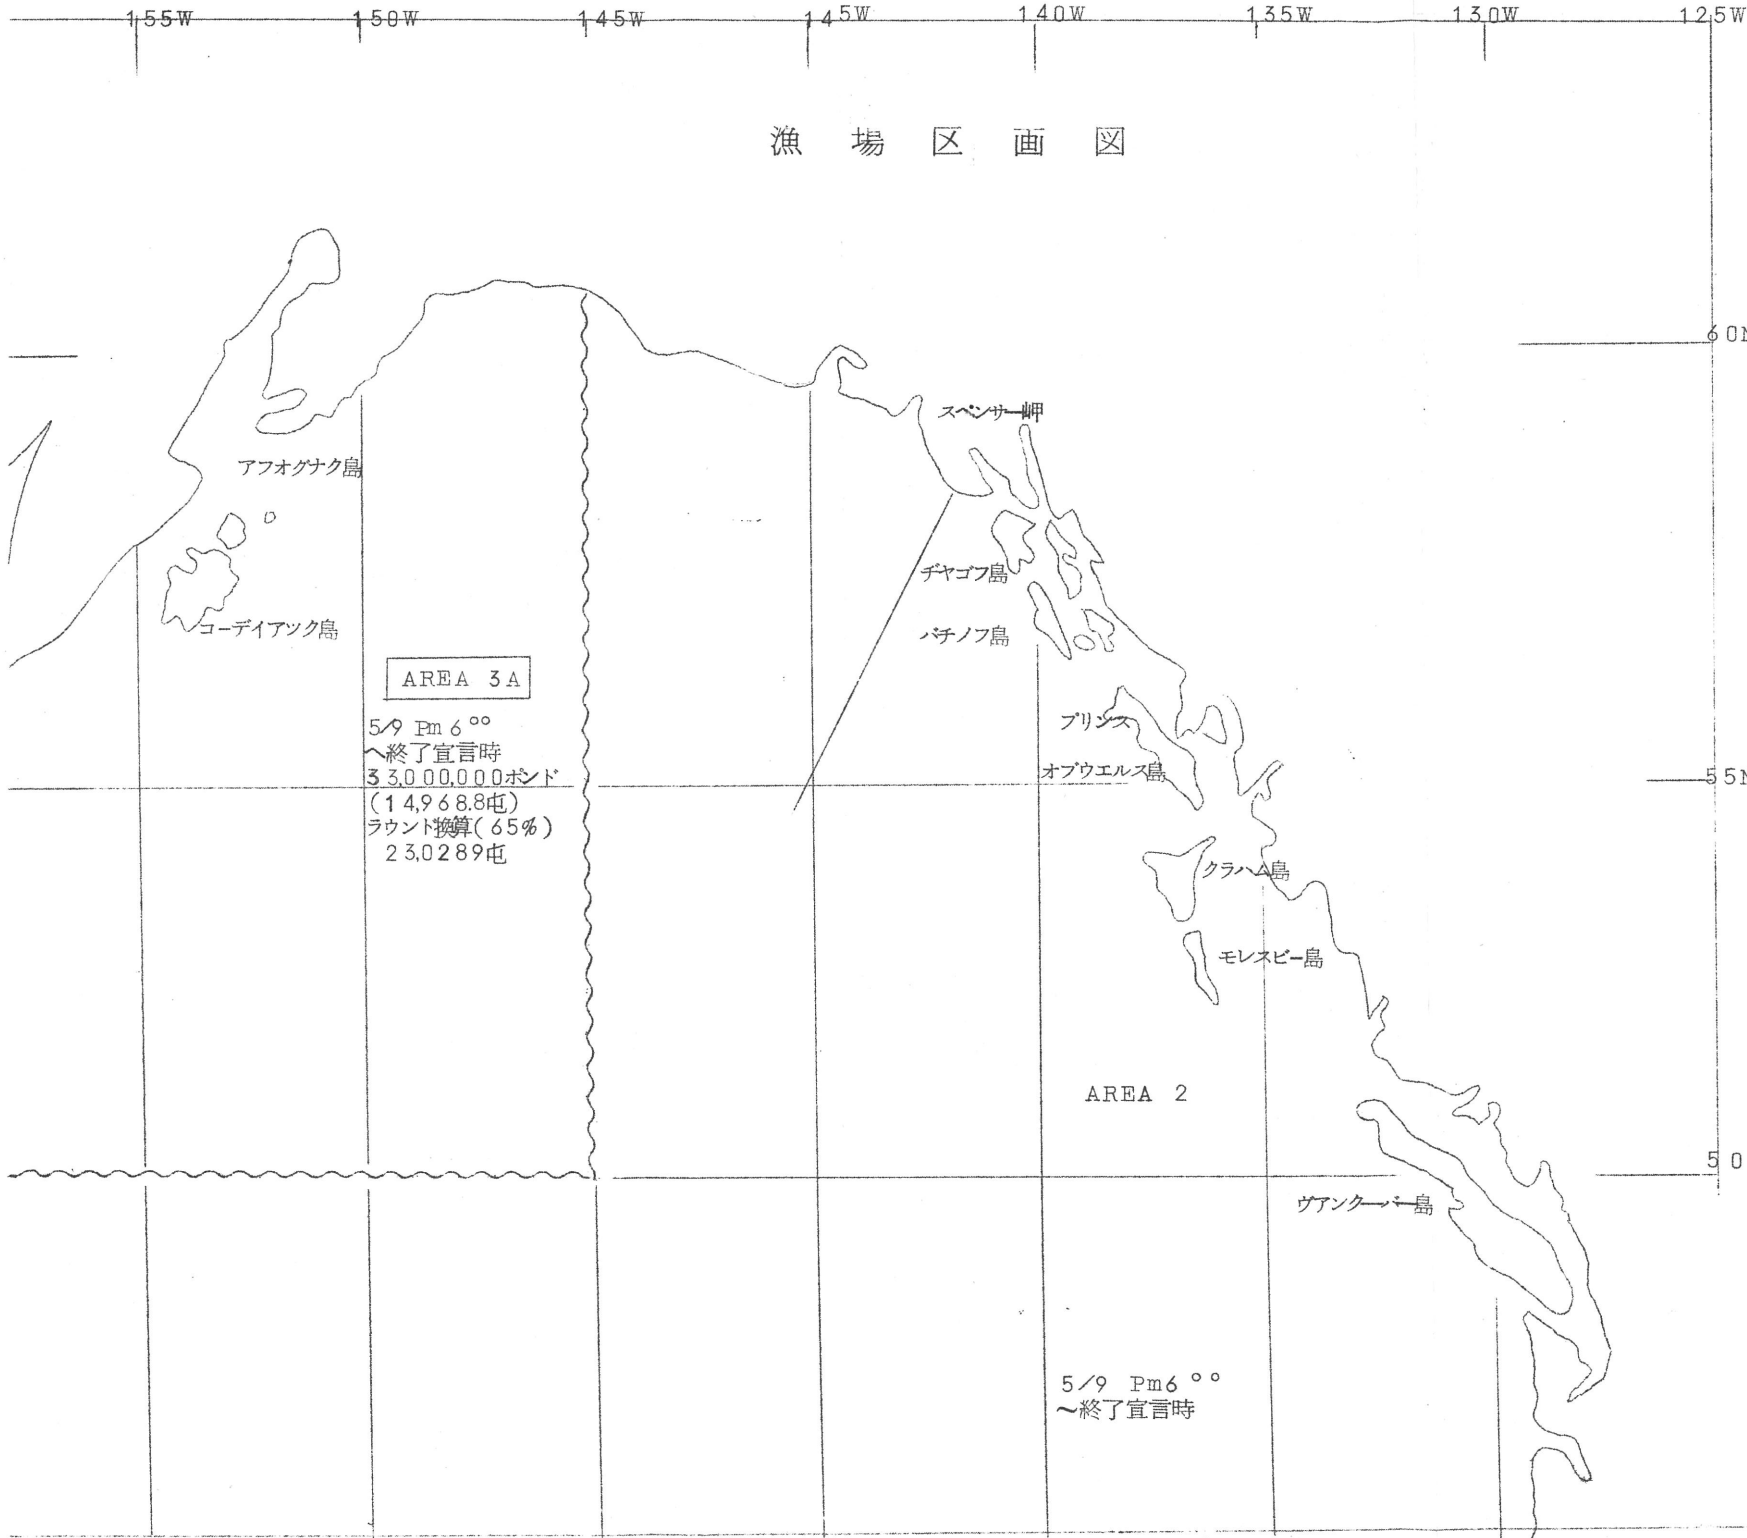 155W 150W 145W 145W 140W 135W 130W 125W
漁場区画図
60N
スペンサー岬
アフオグナク島
ヂヤゴフ島
コーデイアツク島
バチノフ島
AREA 3A
5/9 Pm 6°°
〜終了宣言時
33,000,000ポンド
(14,968.8屯)
ラウンド換算(65%)
23,028.9屯
プリンス
オブウエルス島
55N
クラハム島
モレスビー島
AREA 2
50
ヴアンクーバー島
5/9 Pm6°°
〜終了宣言時